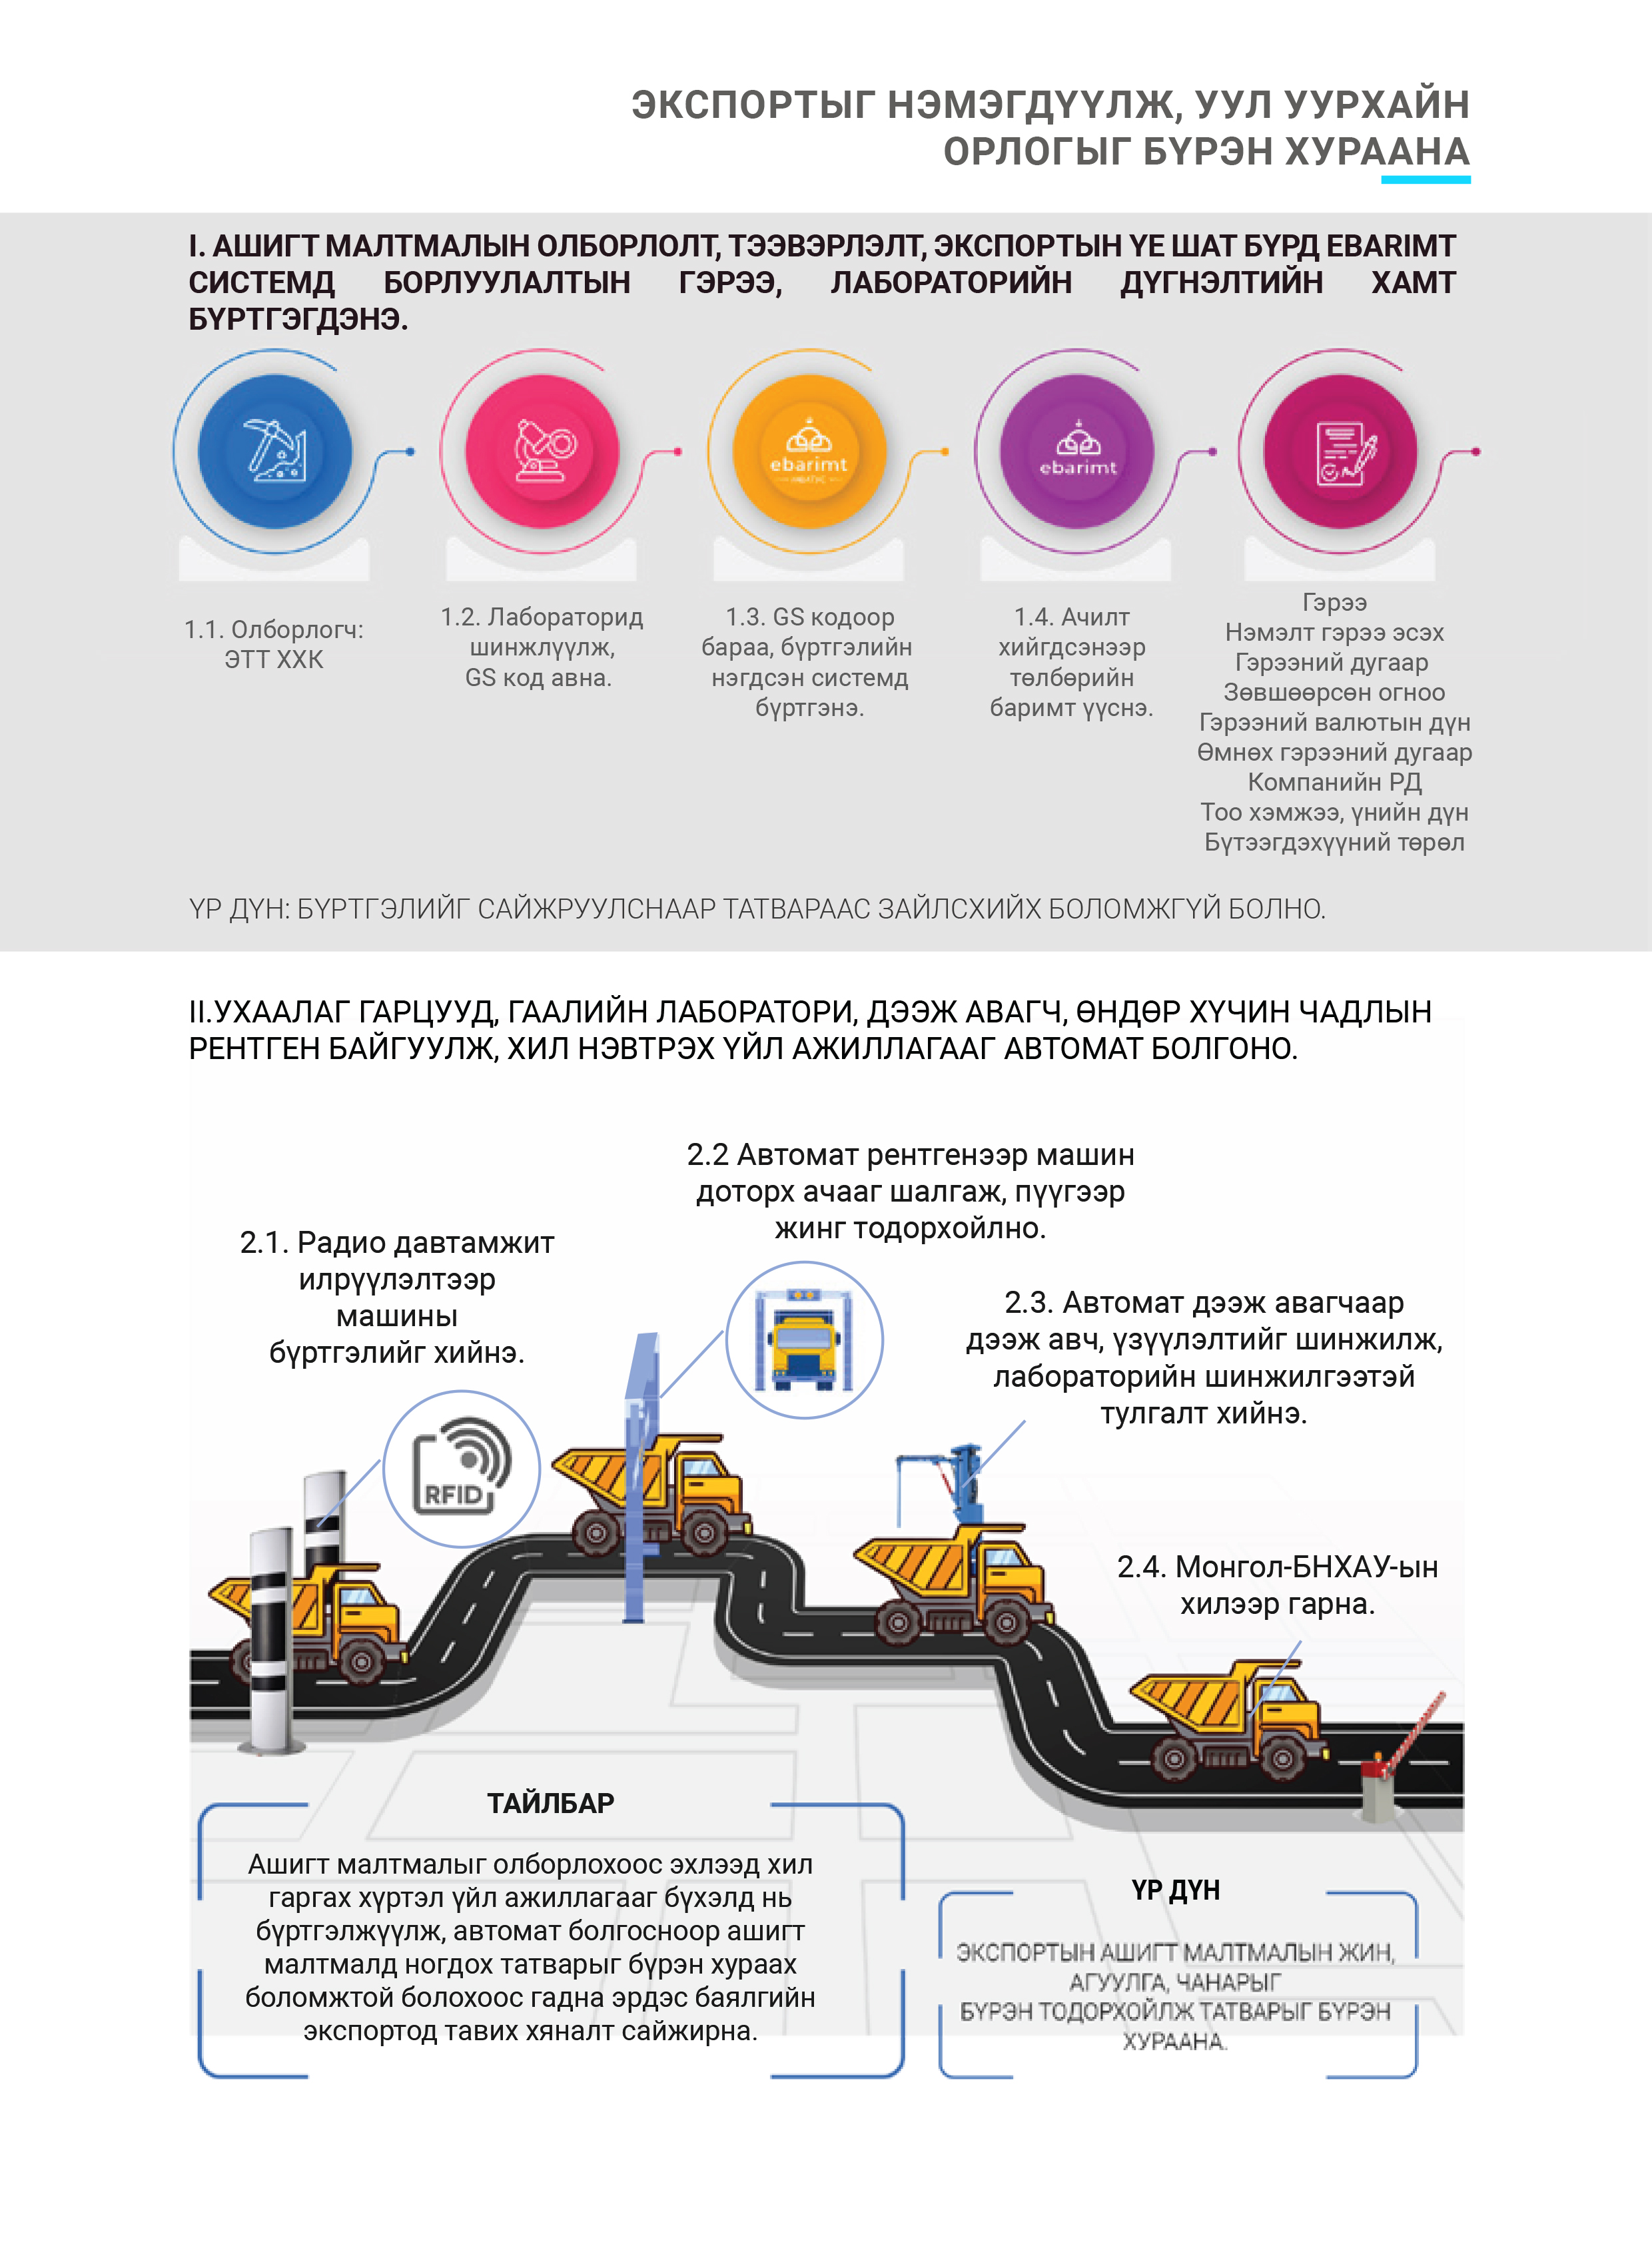 ЭКСПОРТЫГ НЭМЭГДҮҮЛЖ, УУЛ УУРХАЙН
ОРЛОГЫГ БҮРЭН ХУРААНА
I. АШИГТ МАЛТМАЛЫН ОЛБОРЛОЛТ, ТЭЭВЭРЛЭЛТ, ЭКСПОРТЫН ҮЕ ШАТ БҮРД EBARIMT
СИСТЕМД БОРЛУУЛАЛТЫН ГЭРЭЭ, ЛАБОРАТОРИЙН ДҮГНЭЛТИЙН ХАМТ
БҮРТГЭГДЭНЭ.
ebarimt
ebarimt
1.1. Олборлогч:
ЭТТ ХХК
1.2. Лабораторид
шинжлүүлж,
GS код авна.
1.3. GS кодоор
бараа, бүртгэлийн
нэгдсэн системд
бүртгэнэ.
1.4. Ачилт
хийгдсэнээр
төлбөрийн
баримт үүснэ.
Гэрээ
Нэмэлт гэрээ эсэх
Гэрээний дугаар
Зөвшөөрсөн огноо
Гэрээний валютын дүн
Өмнөх гэрээний дугаар
Компанийн РД
Тоо хэмжээ, үнийн дүн
Бүтээгдэхүүний төрөл
ҮР ДҮН: БҮРТГЭЛИЙГ САЙЖРУУЛСНААР ТАТВАРААС ЗАЙЛСХИЙХ БОЛОМЖГҮЙ БОЛНО.
II.УХААЛАГ ГАРЦУУД, ГААЛИЙН ЛАБОРАТОРИ, ДЭЭЖ АВАГЧ, ӨНДӨР ХҮЧИН ЧАДЛЫН
РЕНТГЕН БАЙГУУЛЖ, ХИЛ НЭВТРЭХ ҮЙЛ АЖИЛЛАГААГ АВТОМАТ БОЛГОНО.
2.1. Радио давтамжит
илрүүлэлтээр
машины
бүртгэлийг хийнэ.
RFID
2.2 Автомат рентгенээр машин
доторх ачааг шалгаж, пүүгээр
жинг тодорхойлно.
2.3. Автомат дээж авагчаар
дээж авч, үзүүлэлтийг шинжилж,
лабораторийн шинжилгээтэй
тулгалт хийнэ.
2.4. Монгол-БНХАУ-ын
хилээр гарна.
ТАЙЛБАР
Ашигт малтмалыг олборлохоос эхлээд хил
гаргах хүртэл үйл ажиллагааг бүхэлд нь
бүртгэлжүүлж, автомат болгосноор ашигт
малтмалд ногдох татварыг бүрэн хураах
боломжтой болохоос гадна эрдэс баялгийн
экспортод тавих хяналт сайжирна.
ҮР ДҮН
ЭКСПОРТЫН АШИГТ МАЛТМАЛЫН ЖИН,
АГУУЛГА, ЧАНАРЫГ
БҮРЭН ТОДОРХОЙЛЖ ТАТВАРЫГ БҮРЭН
ХУРААНА.